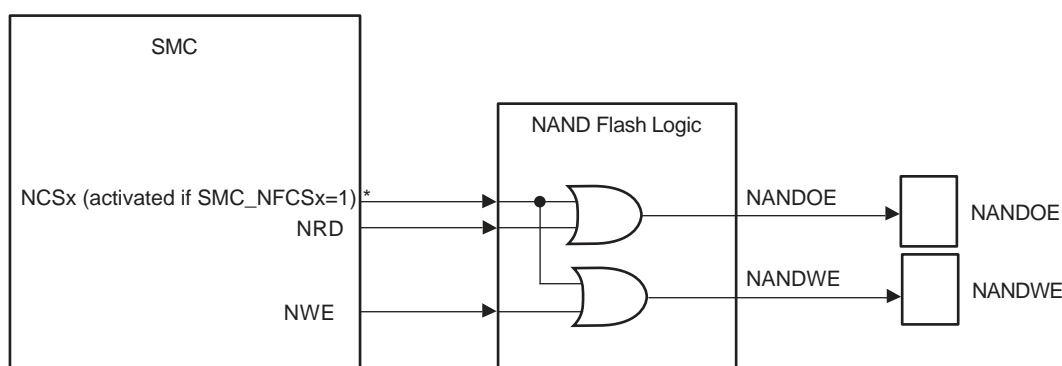 SMC
NAND Flash Logic
NCSx (activated if SMC_NFCSx=1) *
NANDOE
NANDOE
NRD
NANDWE
NANDWE
NWE